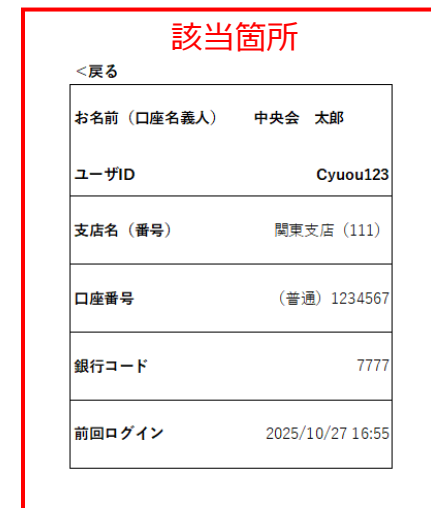 該当箇所
<戻る
お名前（口座名義人） 中央会 太郎
ユーザID Cyuou123
支店名（番号） 関東支店（111）
口座番号 （普通）1234567
銀行コード 7777
前回ログイン 2025/10/27 16:55